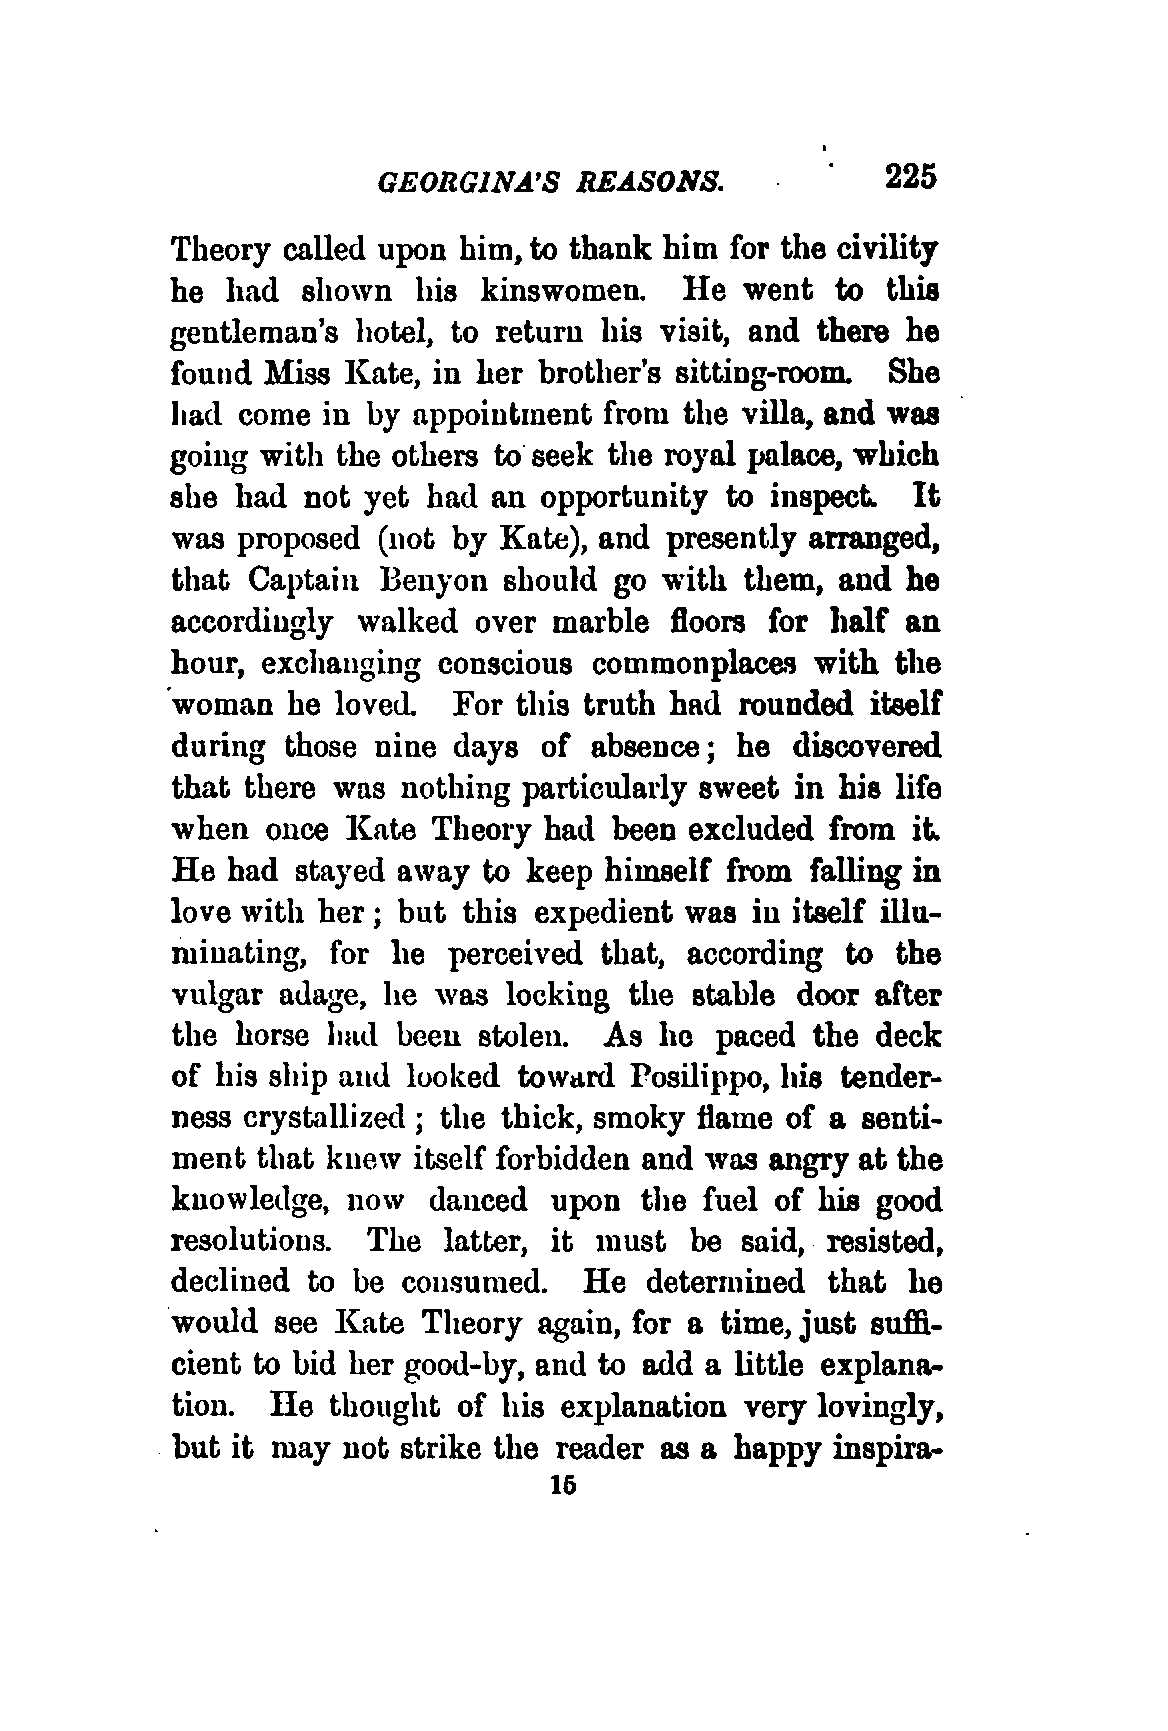 GEORGINA'S REASONS. 225
Theory called upon him, to thank him for the civility
he had shown his kinswomen. He went to this
gentleman's hotel, to return his visit, and there he
found Miss Kate, in her brother's sitting-room. She
had come in by appointment from the villa, and was
going with the others to seek the royal palace, which
she had not yet had an opportunity to inspect. It
was proposed (not by Kate), and presently arranged,
that Captain Benyon should go with them, and he
accordingly walked over marble floors for half an
hour, exchanging conscious commonplaces with the
woman he loved. For this truth had rounded itself
during those nine days of absence; he discovered
that there was nothing particularly sweet in his life
when once Kate Theory had been excluded from it.
He had stayed away to keep himself from falling in
love with her; but this expedient was in itself illu-
minating, for he perceived that, according to the
vulgar adage, he was locking the stable door after
the horse had been stolen. As he paced the deck
of his ship and looked toward Posilippo, his tender-
ness crystallized; the thick, smoky flame of a senti-
ment that knew itself forbidden and was angry at the
knowledge, now danced upon the fuel of his good
resolutions. The latter, it must be said, resisted,
declined to be consumed. He determined that he
would see Kate Theory again, for a time, just suffi-
cient to bid her good-by, and to add a little explana-
tion. He thought of his explanation very lovingly,
but it may not strike the reader as a happy inspira-
15